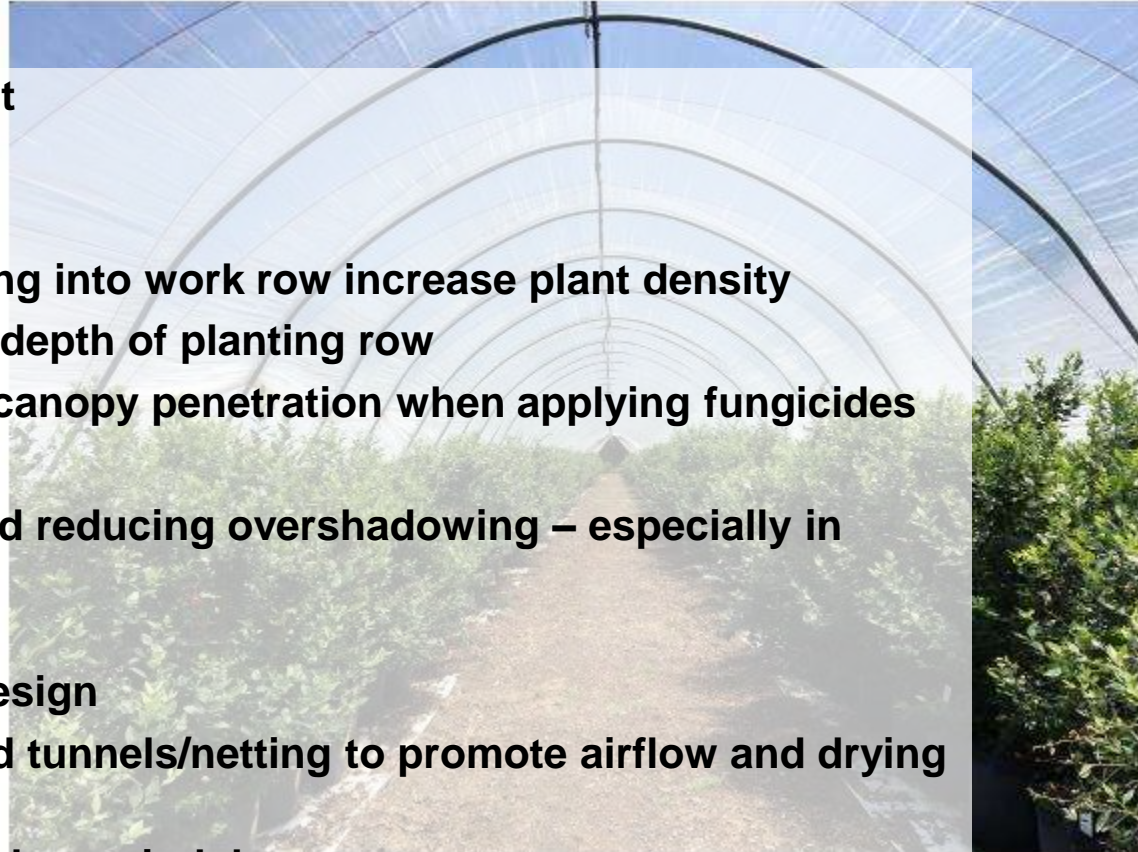 t
ng into work row increase plant density
depth of planting row
canopy penetration when applying fungicides
d reducing overshadowing – especially in
esign
d tunnels/netting to promote airflow and drying